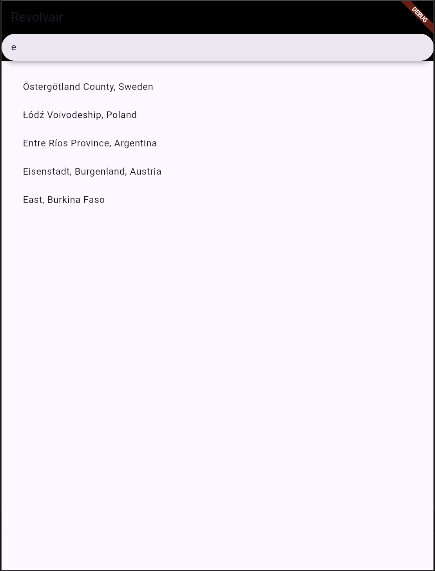 Revolvair
DEBUG
e
Östergötland County, Sweden
Łódź Voivodeship, Poland
Entre Ríos Province, Argentina
Eisenstadt, Burgenland, Austria
East, Burkina Faso